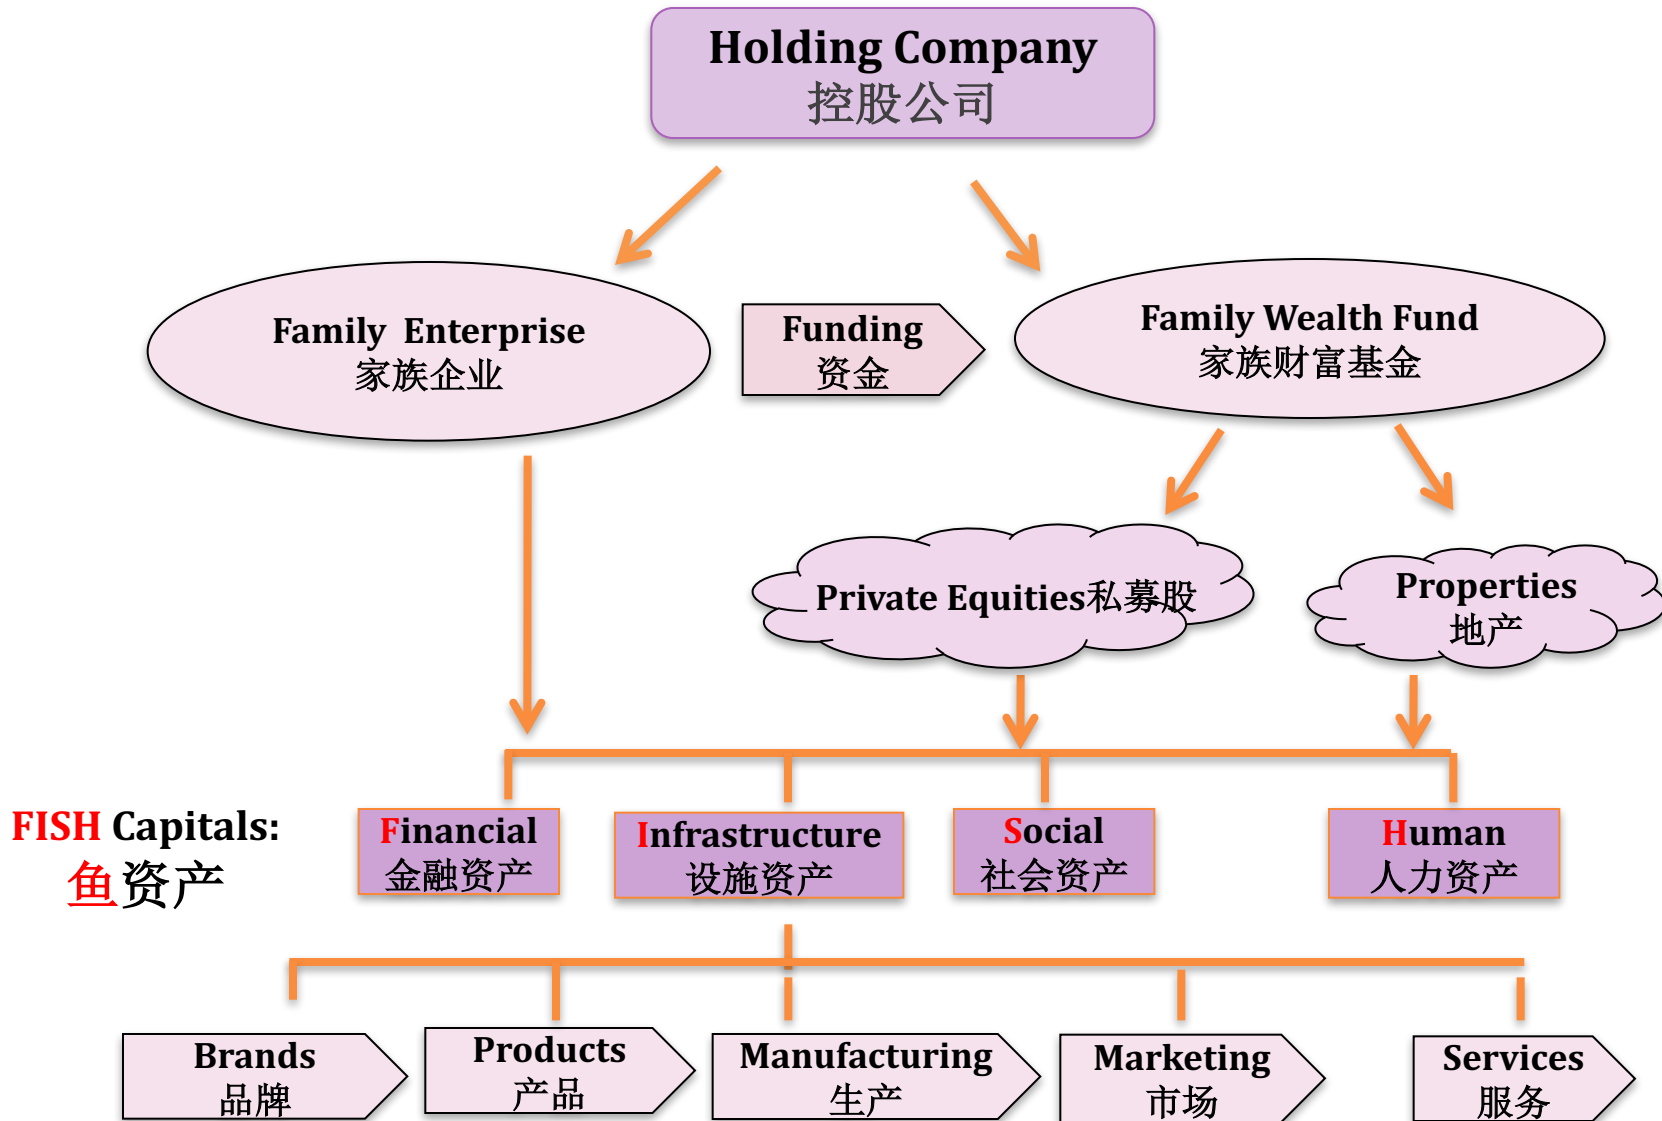 Holding Company
控股公司
Family Enterprise
家族企业
Funding
资金
Family Wealth Fund
家族财富基金
Private Equities私募股
Properties
地产
FISH Capitals:
鱼资产
Financial
金融资产
Infrastructure
设施资产
Social
社会资产
Human
人力资产
Brands
品牌
Products
产品
Manufacturing
生产
Marketing
市场
Services
服务